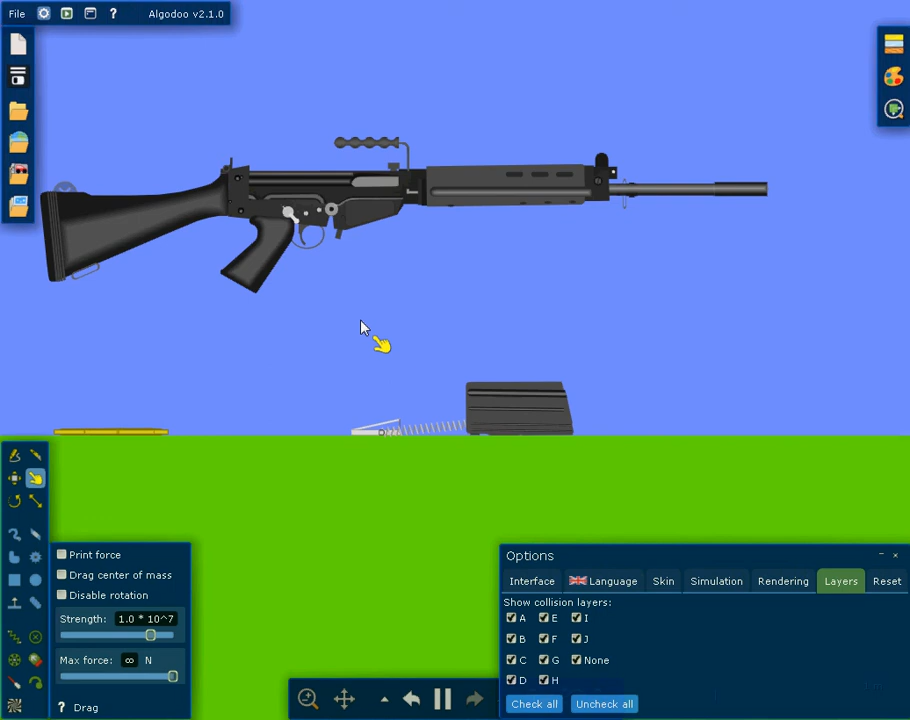 File ? Algodoo v2.1.0
Print force
Drag center of mass
Disable rotation
Strength: 1.0 * 10^7
Max force: ∞ N
? Drag
Options
Interface Language Skin Simulation Rendering Layers Reset
Show collision layers:
A E I
B F J
C G None
D H
Check all Uncheck all